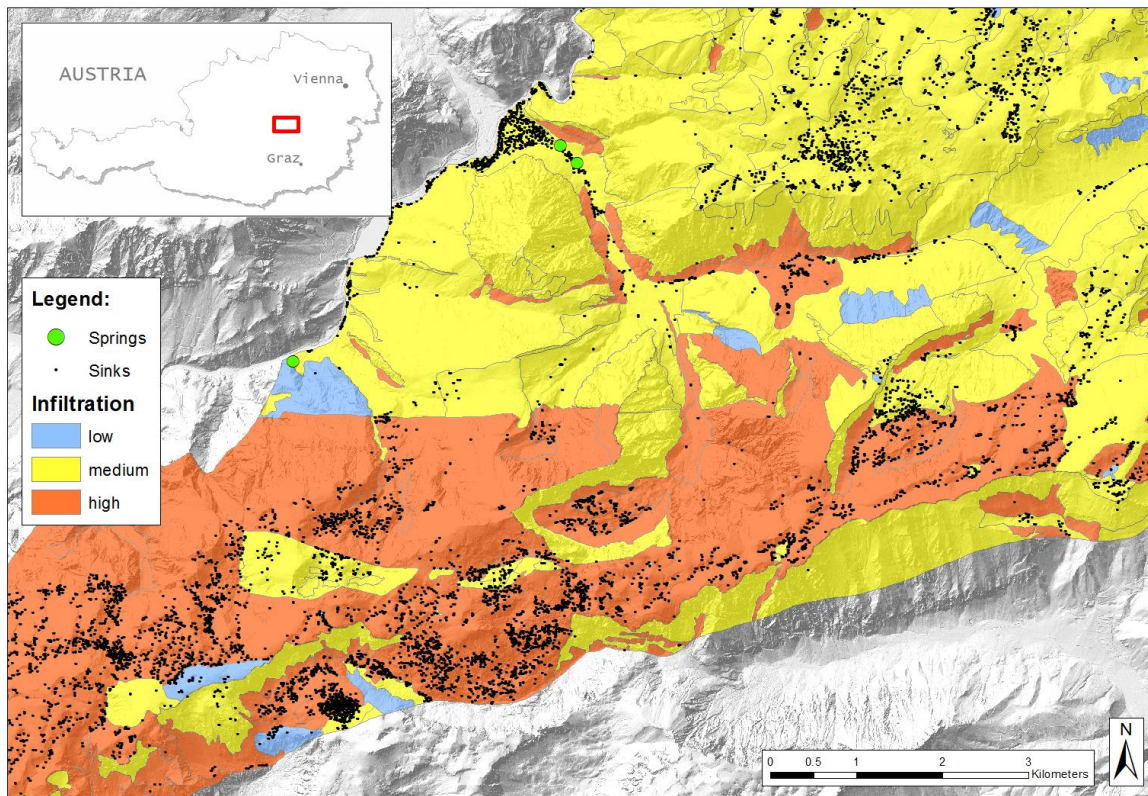 AUSTRIA
Vienna
Graz
Legend:
Springs
Sinks
Infiltration
low
medium
high
N
0 0.5 1 2 3
Kilometers